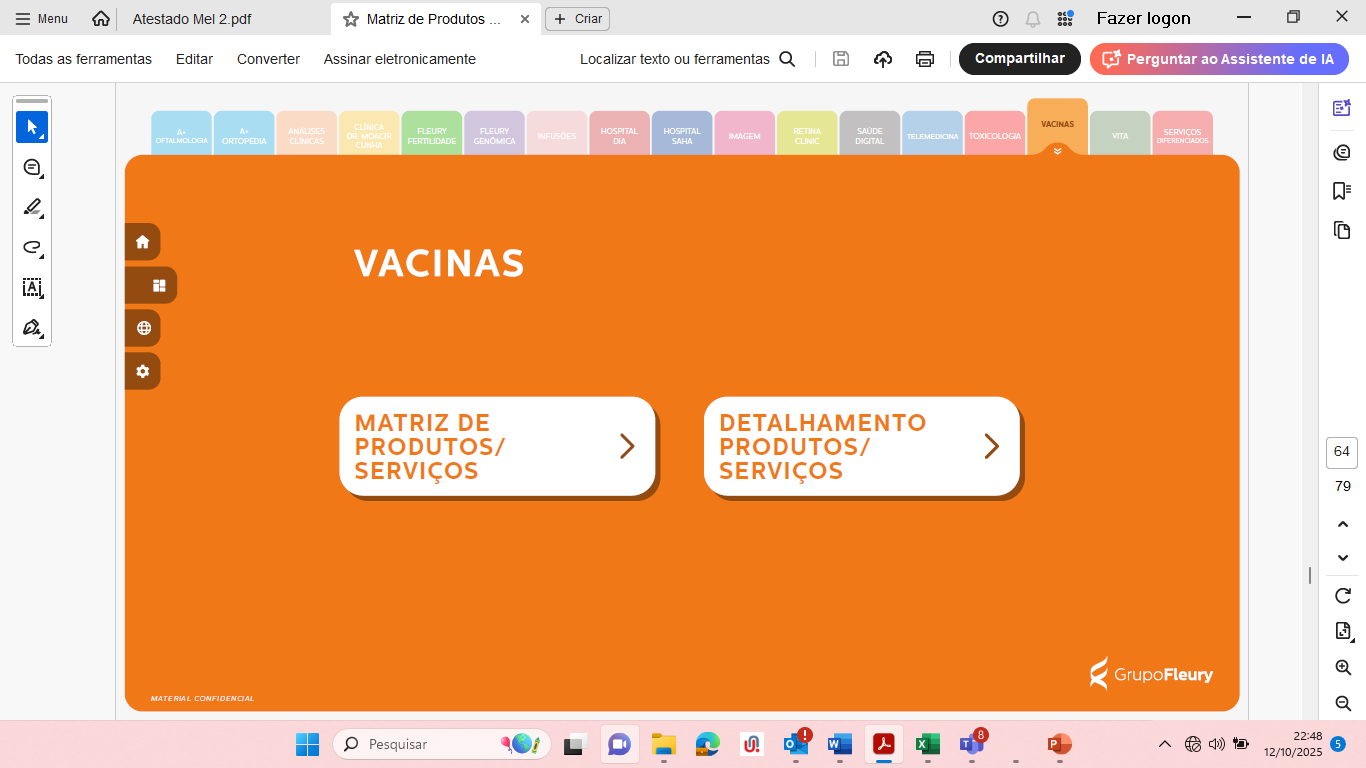 Menu
Atestado Mel 2.pdf
Matriz de Produtos ...
Criar
Fazer logon
Todas as ferramentas
Editar
Converter
Assinar eletronicamente
Localizar texto ou ferramentas
Compartilhar
Perguntar ao Assistente de IA
A+
OFTALMOLOGIA
A+
ORTOPEDIA
ANÁLISES
CLÍNICAS
CLÍNICA
DR. MOACIR
CUNHA
FLEURY
FERTILIDADE
FLEURY
GENÔMICA
INFUSÕES
HOSPITAL
DIA
HOSPITAL
SAHA
IMAGEM
RETINA
CLINIC
SAÚDE
DIGITAL
TELEMEDICINA
TOXICOLOGIA
VACINAS
VITA
SERVIÇOS
DIFERENCIADOS
VACINAS
MATRIZ DE
PRODUTOS/
SERVIÇOS
DETALHAMENTO
PRODUTOS/
SERVIÇOS
64
79
GrupoFleury
MATERIAL CONFIDENCIAL
Pesquisar
8
22:48
12/10/2025
5